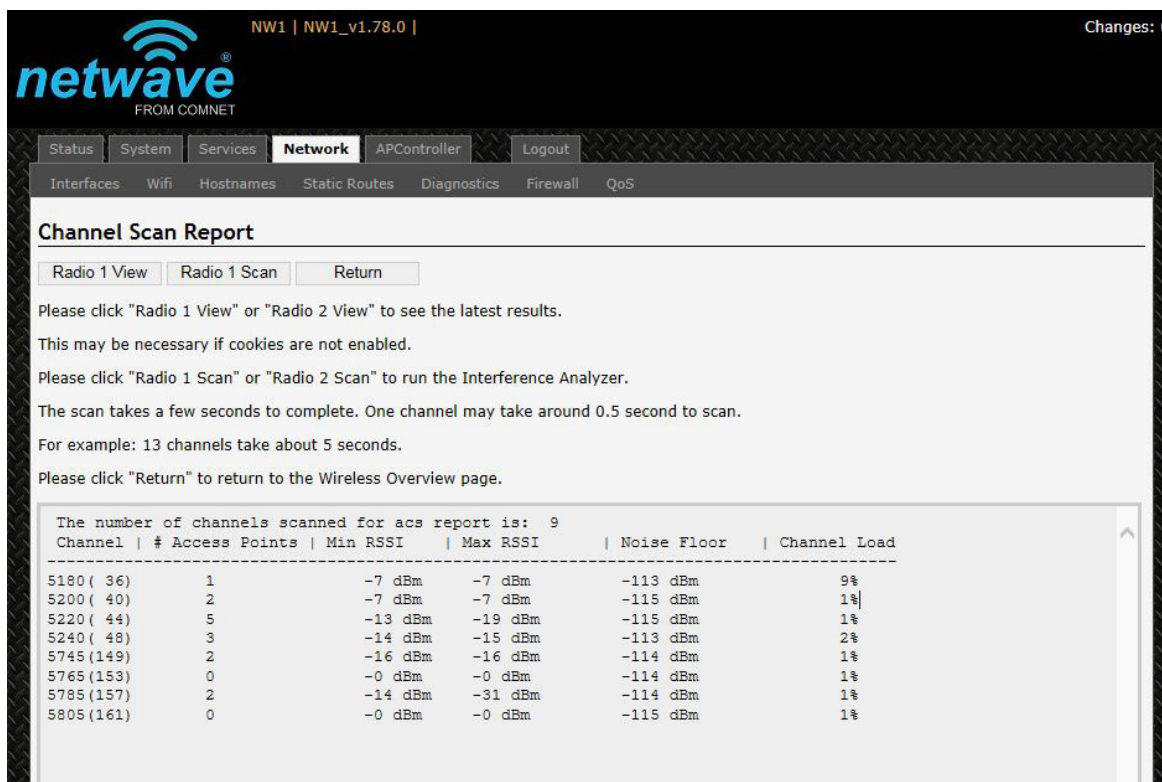 NW1 | NW1_v1.78.0 |
Changes:
netwave®
FROM COMNET
Status System Services Network APController Logout
Interfaces Wifi Hostnames Static Routes Diagnostics Firewall QoS
Channel Scan Report
Radio 1 View Radio 1 Scan Return
Please click "Radio 1 View" or "Radio 2 View" to see the latest results.
This may be necessary if cookies are not enabled.
Please click "Radio 1 Scan" or "Radio 2 Scan" to run the Interference Analyzer.
The scan takes a few seconds to complete. One channel may take around 0.5 second to scan.
For example: 13 channels take about 5 seconds.
Please click "Return" to return to the Wireless Overview page.
The number of channels scanned for acs report is: 9
Channel | # Access Points | Min RSSI | Max RSSI | Noise Floor | Channel Load
--------------------------------------------------------------------------------
5180( 36) 1 -7 dBm -7 dBm -113 dBm 9%
5200( 40) 2 -7 dBm -7 dBm -115 dBm 1%
5220( 44) 5 -13 dBm -19 dBm -115 dBm 1%
5240( 48) 3 -14 dBm -15 dBm -113 dBm 2%
5745(149) 2 -16 dBm -16 dBm -114 dBm 1%
5765(153) 0 -0 dBm -0 dBm -114 dBm 1%
5785(157) 2 -14 dBm -31 dBm -114 dBm 1%
5805(161) 0 -0 dBm -0 dBm -115 dBm 1%